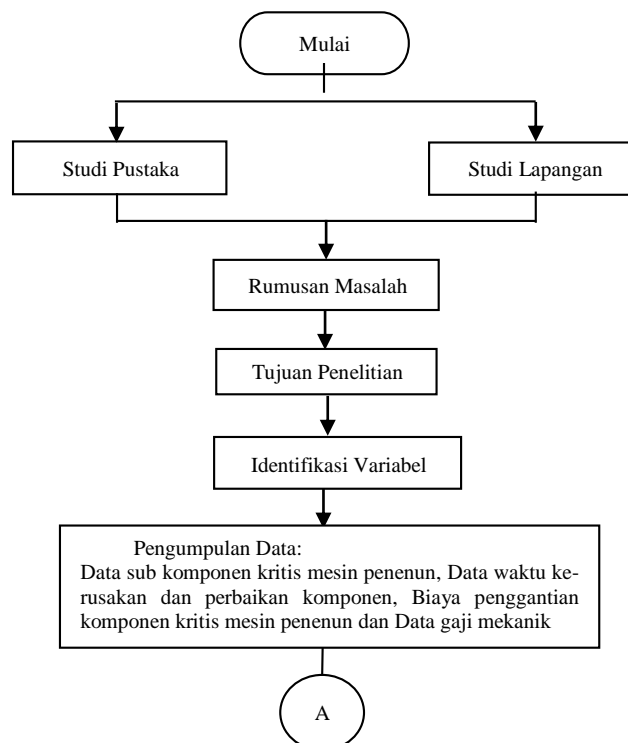 Mulai
Studi Pustaka
Studi Lapangan
Rumusan Masalah
Tujuan Penelitian
Identifikasi Variabel
Pengumpulan Data:
Data sub komponen kritis mesin penenun, Data waktu ke-
rusakan dan perbaikan komponen, Biaya penggantian
komponen kritis mesin penenun dan Data gaji mekanik
A